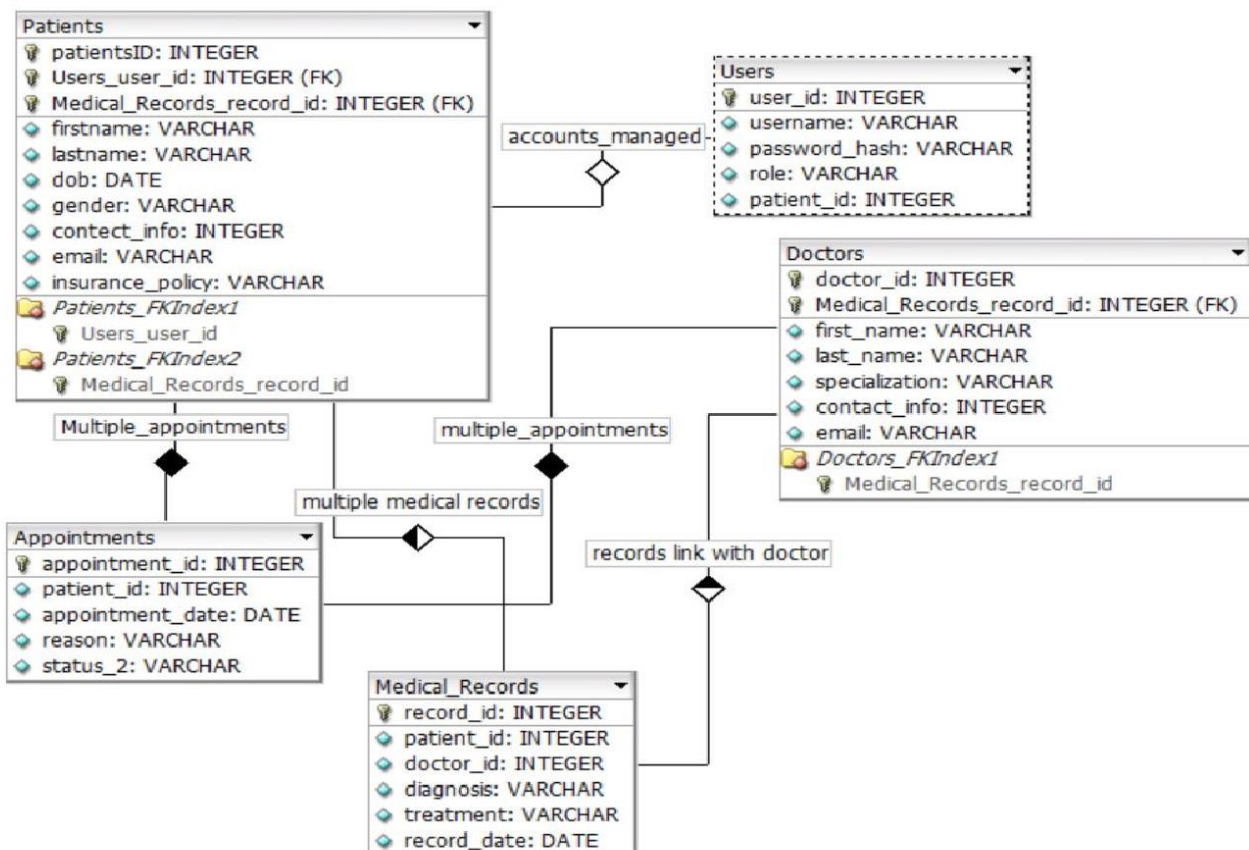 Patients
patientsID: INTEGER
Users_user_id: INTEGER (FK)
Medical_Records_record_id: INTEGER (FK)
firstname: VARCHAR
lastname: VARCHAR
dob: DATE
gender: VARCHAR
contect_info: INTEGER
email: VARCHAR
insurance_policy: VARCHAR
Patients_FKIndex1
Users_user_id
Patients_FKIndex2
Medical_Records_record_id
accounts_managed
Users
user_id: INTEGER
username: VARCHAR
password_hash: VARCHAR
role: VARCHAR
patient_id: INTEGER
Doctors
doctor_id: INTEGER
Medical_Records_record_id: INTEGER (FK)
first_name: VARCHAR
last_name: VARCHAR
specialization: VARCHAR
contact_info: INTEGER
email: VARCHAR
Doctors_FKIndex1
Medical_Records_record_id
Multiple_appointments
multiple_appointments
multiple medical records
records link with doctor
Appointments
appointment_id: INTEGER
patient_id: INTEGER
appointment_date: DATE
reason: VARCHAR
status_2: VARCHAR
Medical_Records
record_id: INTEGER
patient_id: INTEGER
doctor_id: INTEGER
diagnosis: VARCHAR
treatment: VARCHAR
record_date: DATE